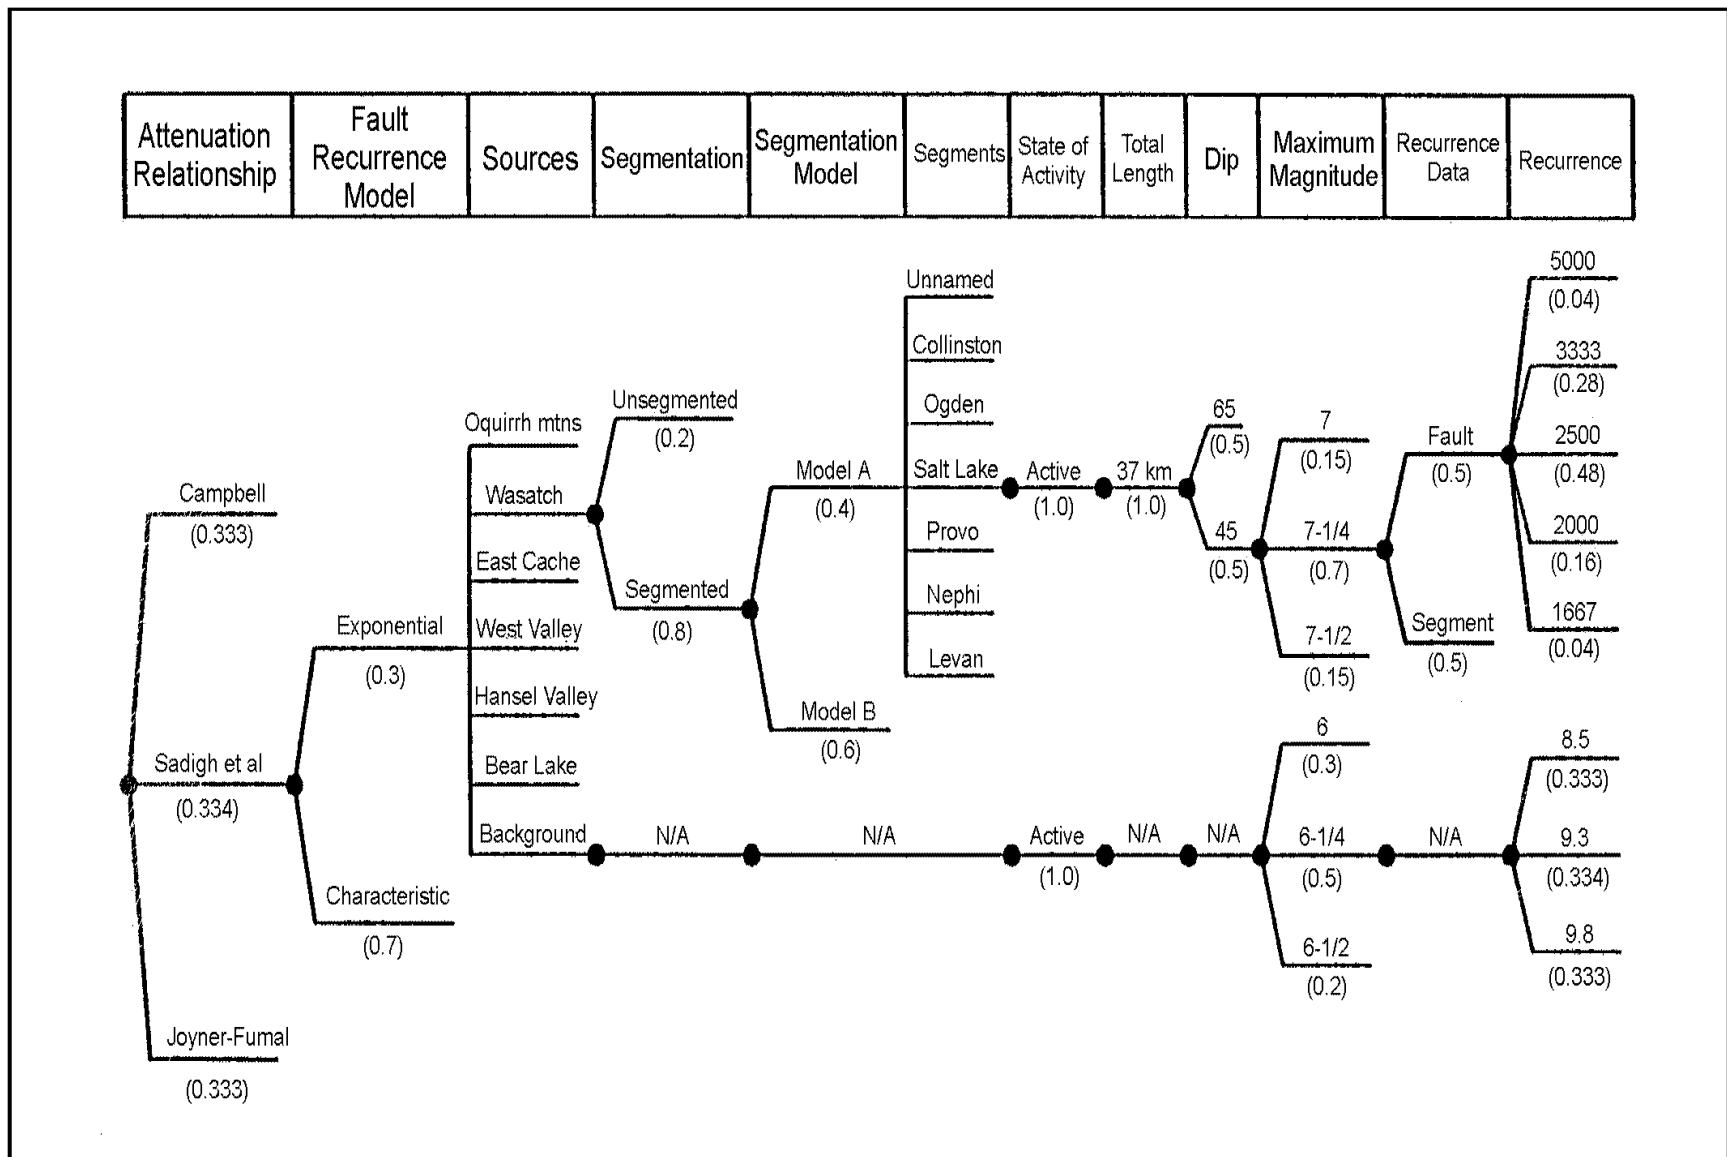 Attenuation
Relationship
Fault
Recurrence
Model
Sources
Segmentation
Segmentation
Model
Segments
State of
Activity
Total
Length
Dip
Maximum
Magnitude
Recurrence
Data
Recurrence
Campbell
(0.333)
Sadigh et al
(0.334)
Joyner-Fumal
(0.333)
Exponential
(0.3)
Characteristic
(0.7)
Oquirrh mtns
Wasatch
East Cache
West Valley
Hansel Valley
Bear Lake
Background
Unsegmented
(0.2)
Segmented
(0.8)
N/A
Model A
(0.4)
Model B
(0.6)
N/A
Unnamed
Collinston
Ogden
Salt Lake
Provo
Nephi
Levan
Active
(1.0)
Active
(1.0)
37 km
(1.0)
N/A
65
(0.5)
45
(0.5)
N/A
7
(0.15)
7-1/4
(0.7)
7-1/2
(0.15)
6
(0.3)
6-1/4
(0.5)
6-1/2
(0.2)
Fault
(0.5)
Segment
(0.5)
N/A
5000
(0.04)
3333
(0.28)
2500
(0.48)
2000
(0.16)
1667
(0.04)
8.5
(0.333)
9.3
(0.334)
9.8
(0.333)